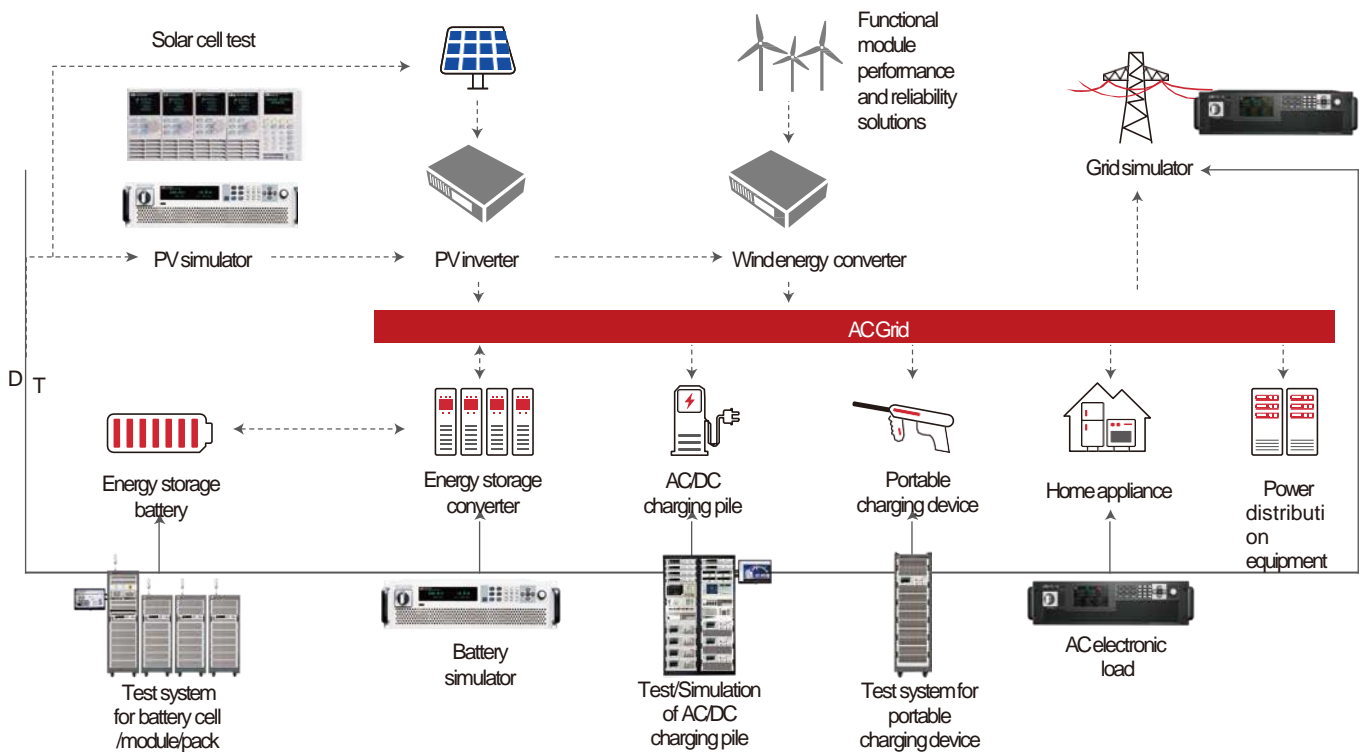 Solar cell test
Functional
module
performance
and reliability
solutions
Grid simulator
PV simulator
PV inverter
Wind energy converter
AC Grid
D
T
Energy storage
battery
Energy storage
converter
AC/DC
charging pile
Portable
charging device
Home appliance
Power
distributi
on
equipment
Test system
for battery cell
/module/pack
Battery
simulator
Test/Simulation
of AC/DC
charging pile
Test system for
portable
charging device
AC electronic
load